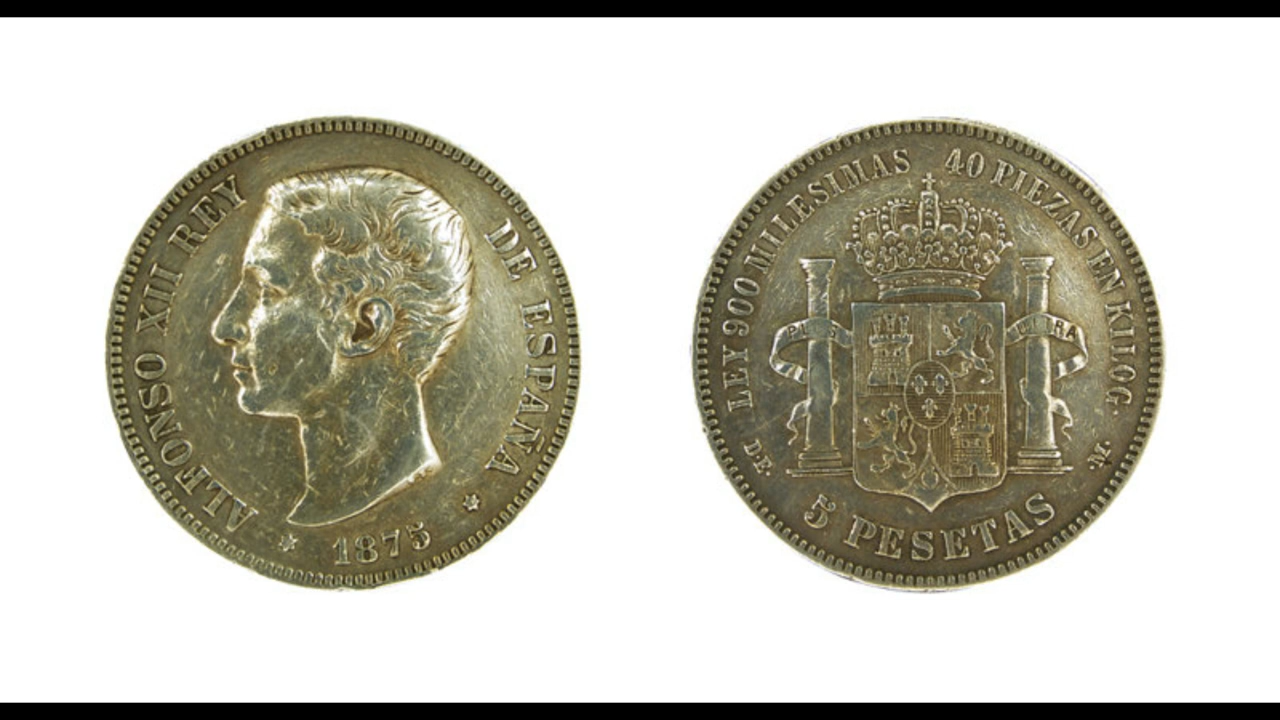 ALFONSO XII REY DE ESPAÑA
1875
LEY 900 MILESIMAS 40 PIEZAS EN KILOG.
PLUS ULTRA
DE. .M.
5 PESETAS